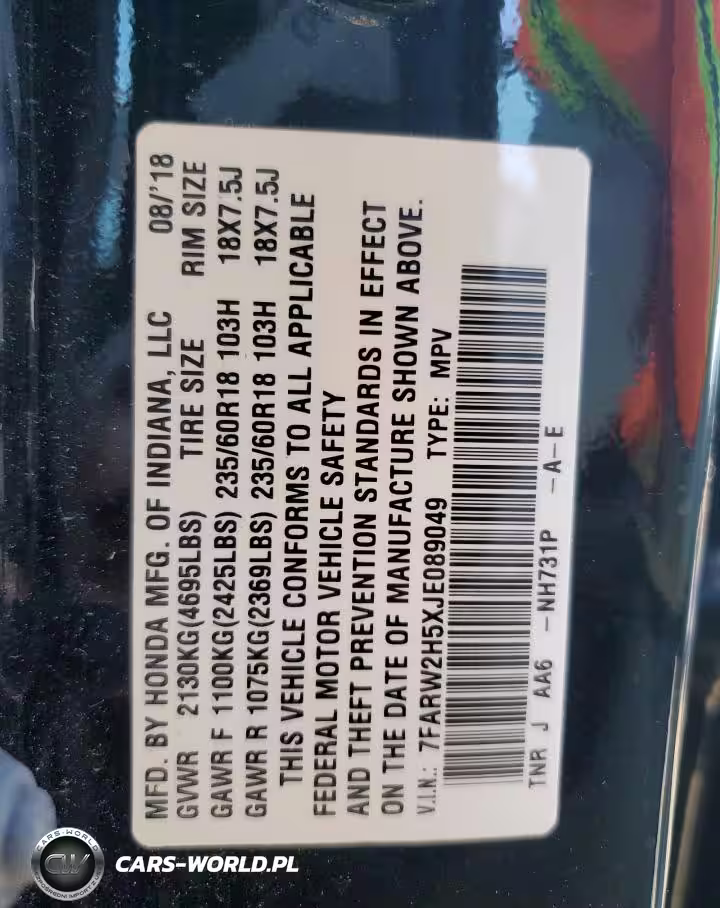 MFD. BY HONDA MFG. OF INDIANA, LLC 08/'18
GVWR 2130KG(4695LBS) TIRE SIZE RIM SIZE
GAWR F 1100KG(2425LBS) 235/60R18 103H 18X7.5J
GAWR R 1075KG(2369LBS) 235/60R18 103H 18X7.5J
THIS VEHICLE CONFORMS TO ALL APPLICABLE
FEDERAL MOTOR VEHICLE SAFETY
AND THEFT PREVENTION STANDARDS IN EFFECT
ON THE DATE OF MANUFACTURE SHOWN ABOVE.
V.I.N.: 7FARW2H5XJE089049 TYPE: MPV
TNR J AA6 -NH731P -A-E
CARS-WORLD
CW
CARS-WORLD.PL